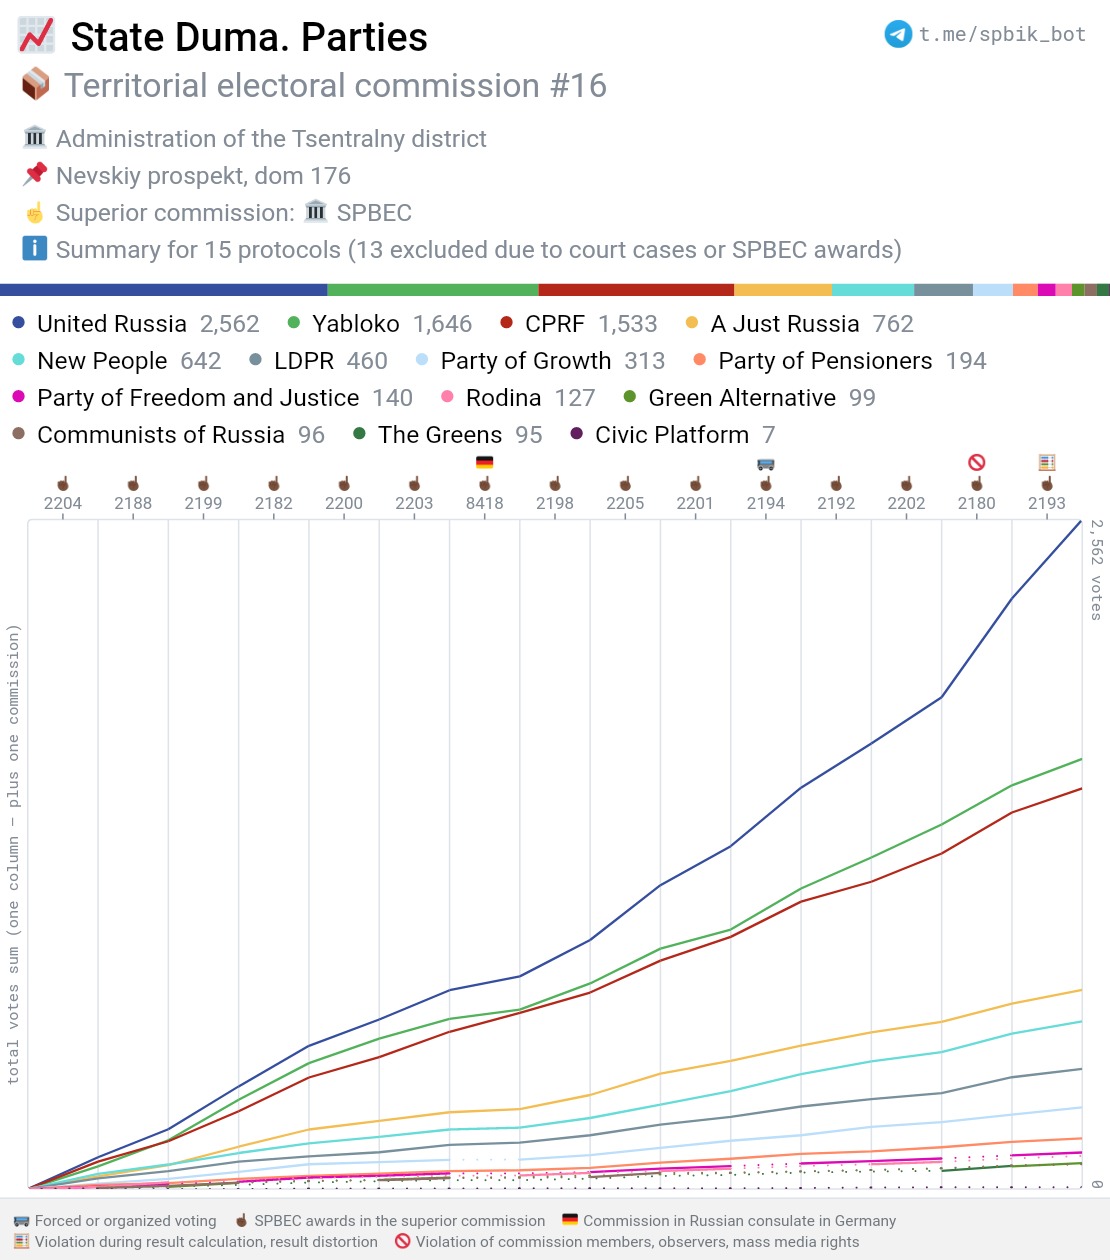 State Duma. Parties
t.me/spbik_bot
Territorial electoral commission #16
Administration of the Tsentralny district
Nevskiy prospekt, dom 176
Superior commission: SPBEC
Summary for 15 protocols (13 excluded due to court cases or SPBEC awards)
United Russia 2,562 Yabloko 1,646 CPRF 1,533 A Just Russia 762
New People 642 LDPR 460 Party of Growth 313 Party of Pensioners 194
Party of Freedom and Justice 140 Rodina 127 Green Alternative 99
Communists of Russia 96 The Greens 95 Civic Platform 7
2204 2188 2199 2182 2200 2203 8418 2198 2205 2201 2194 2192 2202 2180 2193
2,562 votes
total votes sum (one column – plus one commission)
0
Forced or organized voting SPBEC awards in the superior commission Commission in Russian consulate in Germany
Violation during result calculation, result distortion Violation of commission members, observers, mass media rights